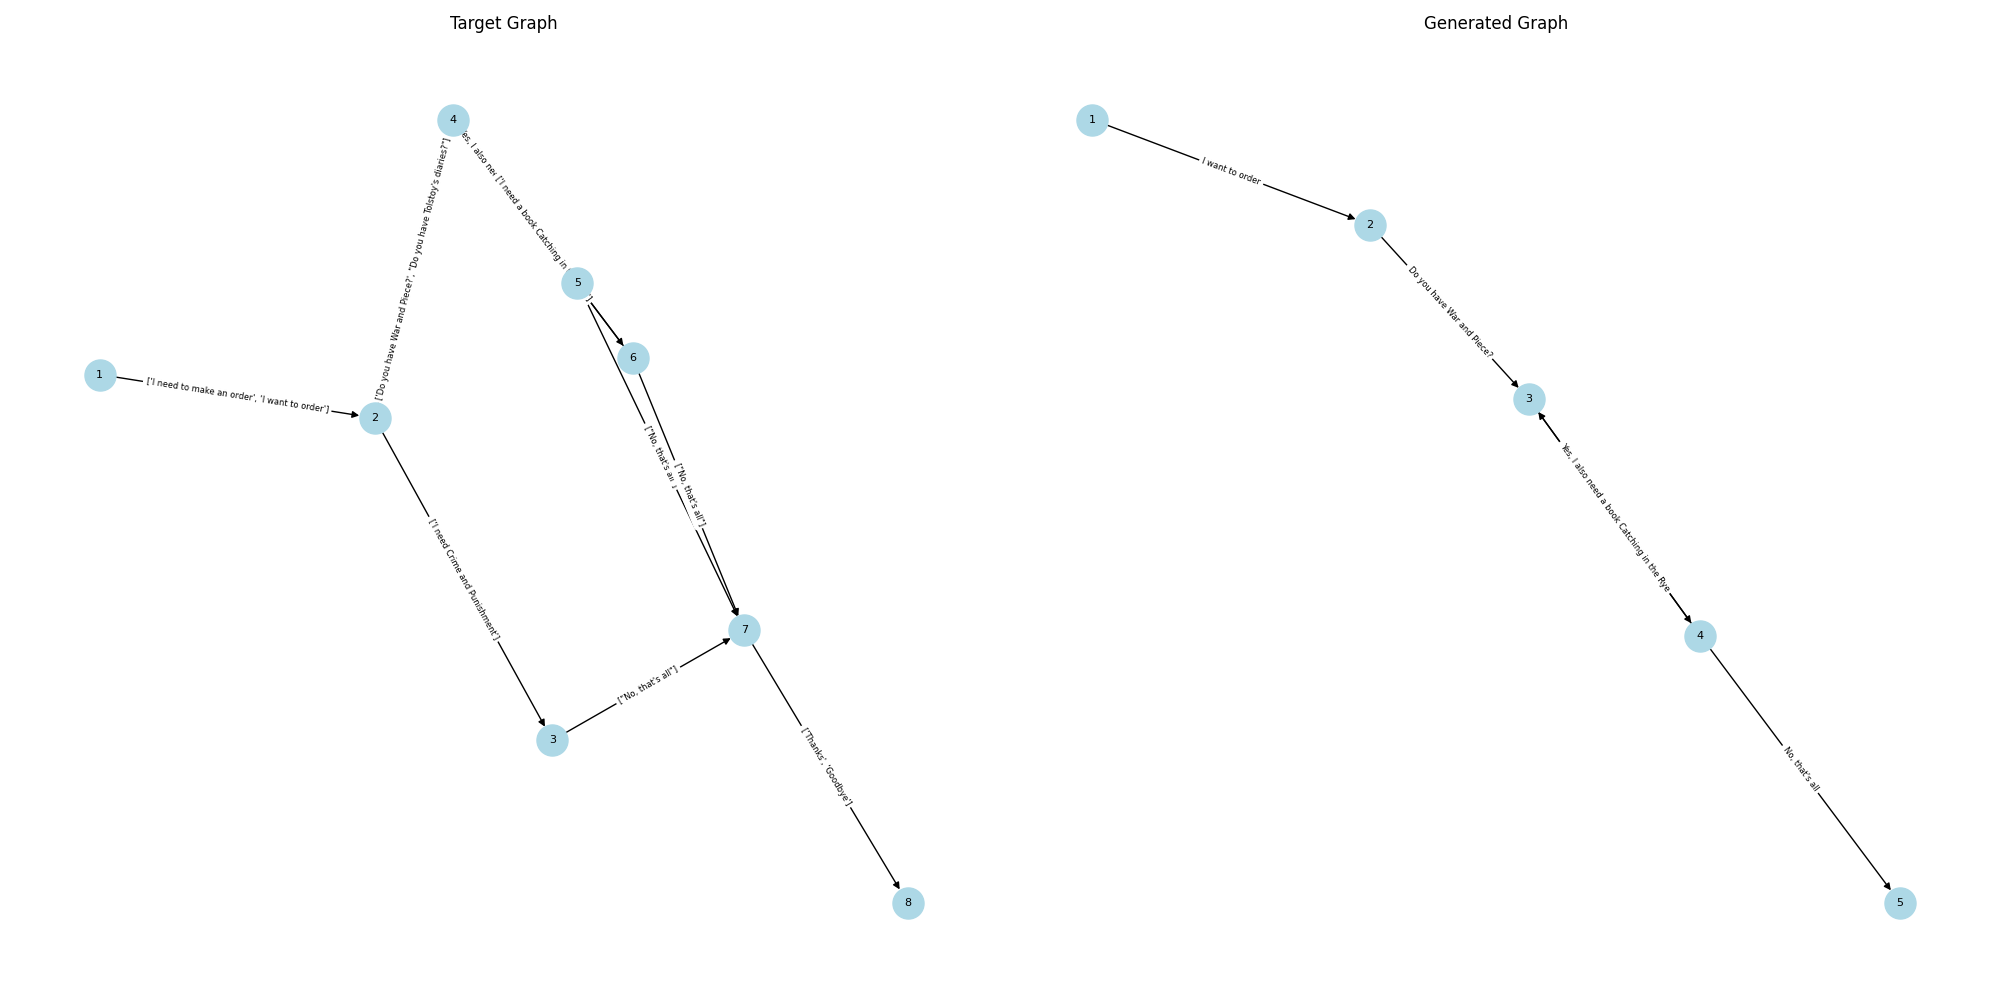 Target Graph
4
es, I also nee
['I need a book Catching in
['Do you have War and Piece?', "Do you have Tolstoy's diaries?"]
5
6
1
['I need to make an order', 'I want to order']
2
["No, that's all
["No, that's all"]
['I need Crime and Punishment']
7
["No, that's all"]
3
['Thanks', 'Goodbye']
8
Generated Graph
1
I want to order
2
Do you have War and Piece?
3
Yes, I also need a book Catching in the Rye
4
No, that's all
5